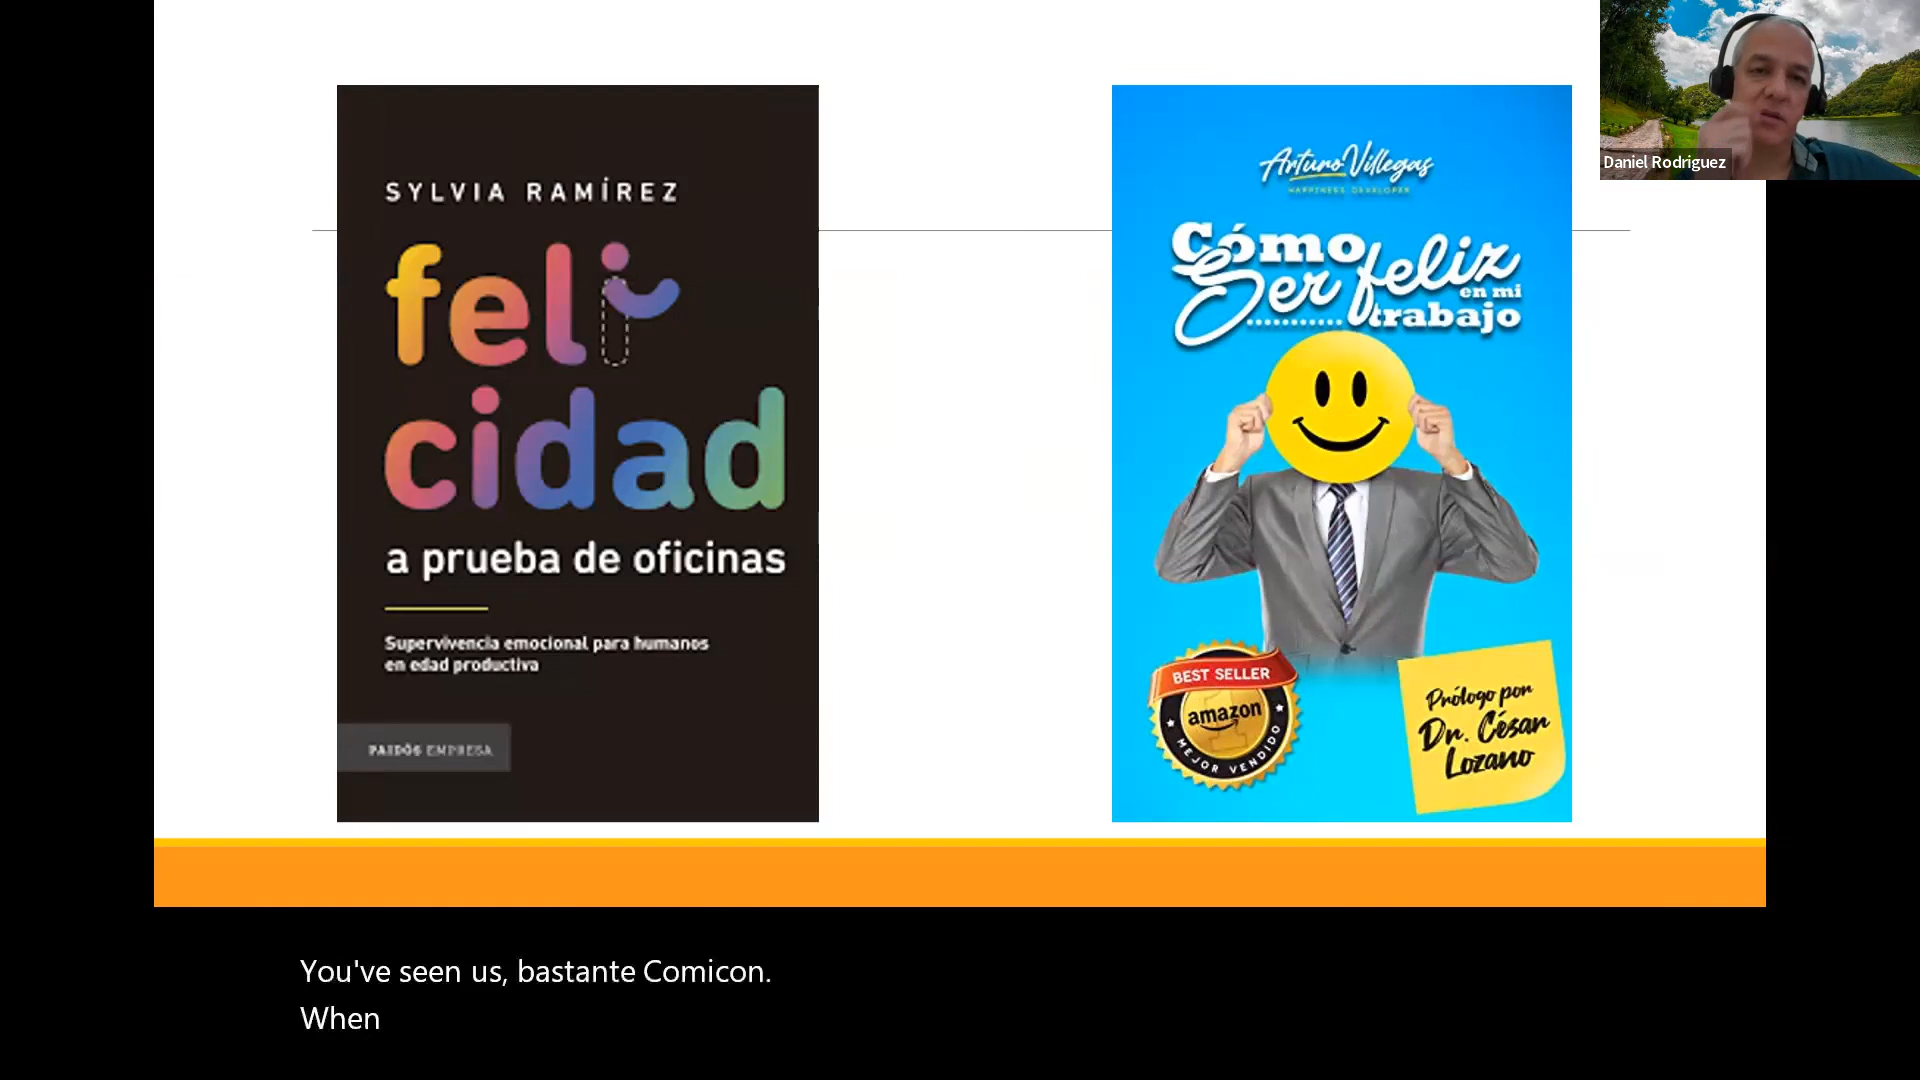 SYLVIA RAMÍREZ
feli
cidad
a prueba de oficinas
Supervivencia emocional para humanos
en edad productiva
PAIDÓS EMPRESA
Arturo Villegas
HAPPINESS DEVELOPER
Cómo
Ser feliz
en mi
trabajo
BEST SELLER
amazon
MEJOR VENDIDO
Prólogo por
Dr. César
Lozano
Daniel Rodriguez
You've seen us, bastante Comicon.
When